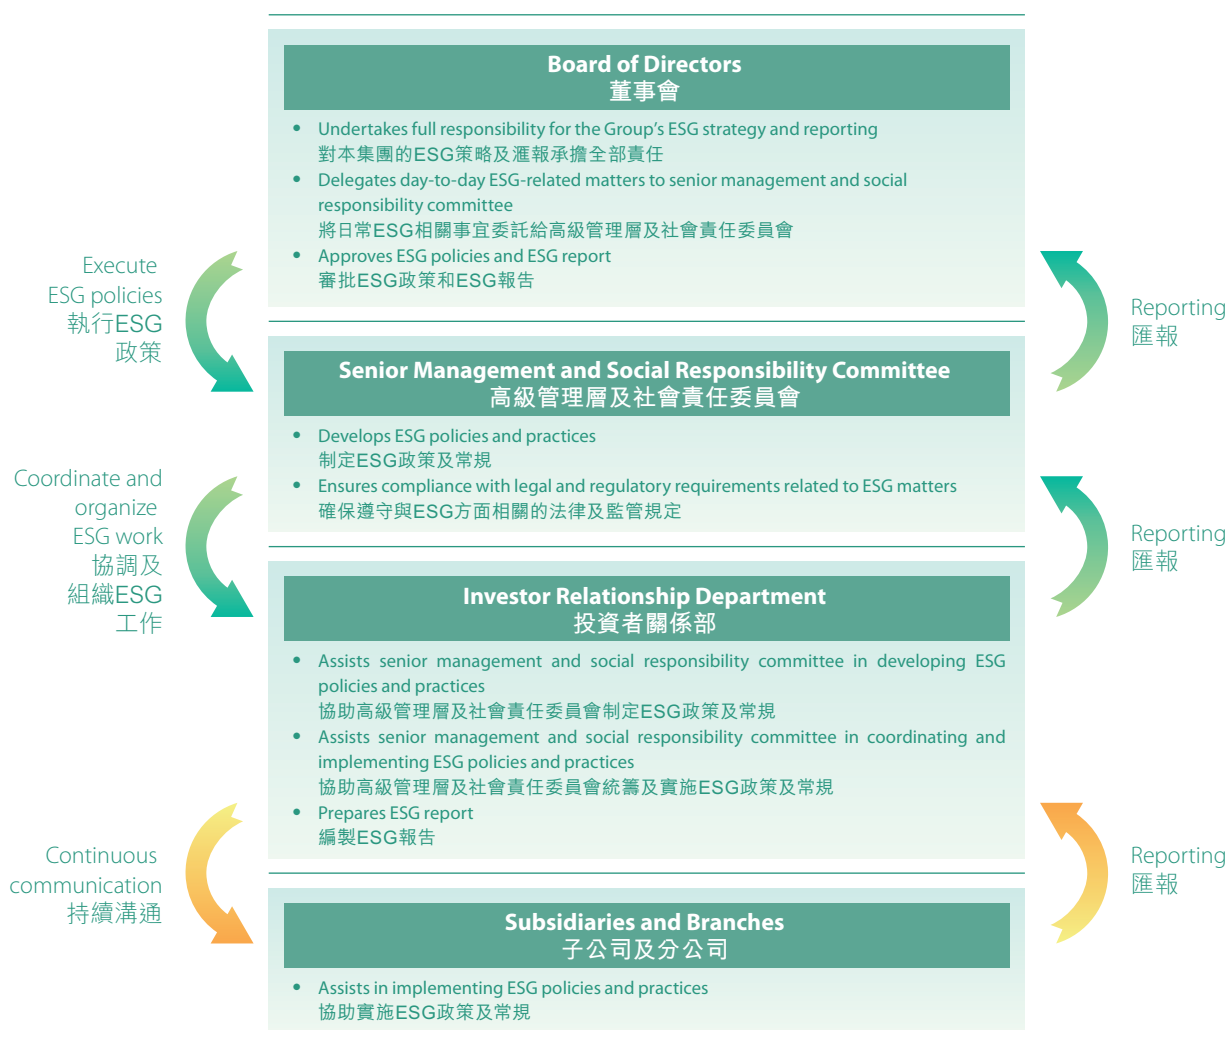 Board of Directors
董事會
• Undertakes full responsibility for the Group's ESG strategy and reporting
對本集團的ESG策略及滙報承擔全部責任
• Delegates day-to-day ESG-related matters to senior management and social
responsibility committee
將日常ESG相關事宜委託給高級管理層及社會責任委員會
• Approves ESG policies and ESG report
審批ESG政策和ESG報告
Execute
ESG policies
執行ESG
政策
Reporting
匯報
Senior Management and Social Responsibility Committee
高級管理層及社會責任委員會
• Develops ESG policies and practices
制定ESG政策及常規
• Ensures compliance with legal and regulatory requirements related to ESG matters
確保遵守與ESG方面相關的法律及監管規定
Coordinate and
organize
ESG work
協調及
組織ESG
工作
Reporting
匯報
Investor Relationship Department
投資者關係部
• Assists senior management and social responsibility committee in developing ESG
policies and practices
協助高級管理層及社會責任委員會制定ESG政策及常規
• Assists senior management and social responsibility committee in coordinating and
implementing ESG policies and practices
協助高級管理層及社會責任委員會統籌及實施ESG政策及常規
• Prepares ESG report
編製ESG報告
Continuous
communication
持續溝通
Reporting
匯報
Subsidiaries and Branches
子公司及分公司
• Assists in implementing ESG policies and practices
協助實施ESG政策及常規